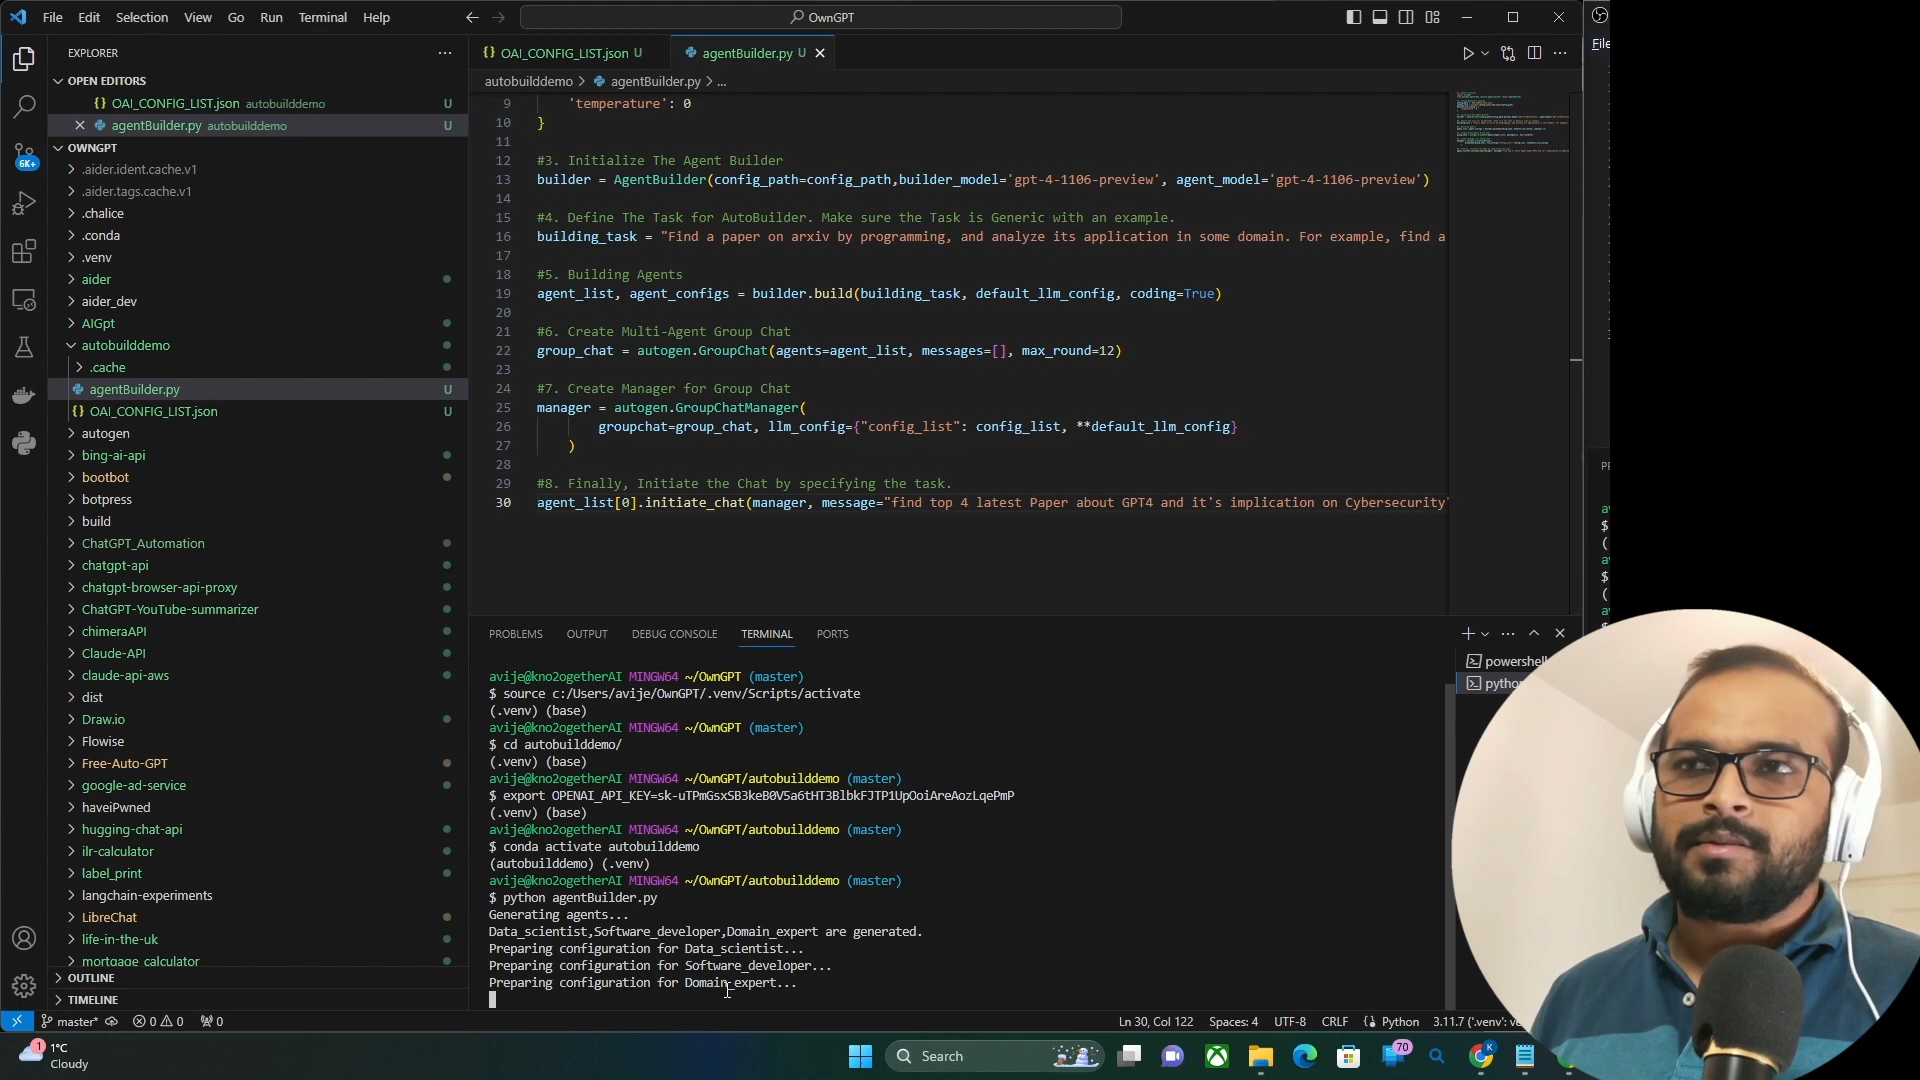 File Edit Selection View Go Run Terminal Help
OwnGPT
File
EXPLORER
OPEN EDITORS
OAI_CONFIG_LIST.json autobuilddemo U
agentBuilder.py autobuilddemo U
OWNGPT
.aider.ident.cache.v1
.aider.tags.cache.v1
.chalice
.conda
.venv
aider
aider_dev
AIGpt
autobuilddemo
.cache
agentBuilder.py U
OAI_CONFIG_LIST.json U
autogen
bing-ai-api
bootbot
botpress
build
ChatGPT_Automation
chatgpt-api
chatgpt-browser-api-proxy
ChatGPT-YouTube-summarizer
chimeraAPI
Claude-API
claude-api-aws
dist
Draw.io
Flowise
Free-Auto-GPT
google-ad-service
haveiPwned
hugging-chat-api
ilr-calculator
label_print
langchain-experiments
LibreChat
life-in-the-uk
mortgage_calculator
OUTLINE
TIMELINE
6K+
OAI_CONFIG_LIST.json U
agentBuilder.py U
autobuilddemo > agentBuilder.py > ...
9 'temperature': 0
10 }
11
12 #3. Initialize The Agent Builder
13 builder = AgentBuilder(config_path=config_path,builder_model='gpt-4-1106-preview', agent_model='gpt-4-1106-preview')
14
15 #4. Define The Task for AutoBuilder. Make sure the Task is Generic with an example.
16 building_task = "Find a paper on arxiv by programming, and analyze its application in some domain. For example, find a
17
18 #5. Building Agents
19 agent_list, agent_configs = builder.build(building_task, default_llm_config, coding=True)
20
21 #6. Create Multi-Agent Group Chat
22 group_chat = autogen.GroupChat(agents=agent_list, messages=[], max_round=12)
23
24 #7. Create Manager for Group Chat
25 manager = autogen.GroupChatManager(
26 groupchat=group_chat, llm_config={"config_list": config_list, **default_llm_config}
27 )
28
29 #8. Finally, Initiate the Chat by specifying the task.
30 agent_list[0].initiate_chat(manager, message="find top 4 latest Paper about GPT4 and it's implication on Cybersecurity"
PROBLEMS OUTPUT DEBUG CONSOLE TERMINAL PORTS
powershell
python
avije@kno2ogetherAI MINGW64 ~/OwnGPT (master)
$ source c:/Users/avije/OwnGPT/.venv/Scripts/activate
(.venv) (base)
avije@kno2ogetherAI MINGW64 ~/OwnGPT (master)
$ cd autobuilddemo/
(.venv) (base)
avije@kno2ogetherAI MINGW64 ~/OwnGPT/autobuilddemo (master)
$ export OPENAI_API_KEY=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
(.venv) (base)
avije@kno2ogetherAI MINGW64 ~/OwnGPT/autobuilddemo (master)
$ conda activate autobuilddemo
(autobuilddemo) (.venv)
avije@kno2ogetherAI MINGW64 ~/OwnGPT/autobuilddemo (master)
$ python agentBuilder.py
Generating agents...
Data_scientist,Software_developer,Domain_expert are generated.
Preparing configuration for Data_scientist...
Preparing configuration for Software_developer...
Preparing configuration for Domain_expert...
master* 0 0 0
Ln 30, Col 122 Spaces: 4 UTF-8 CRLF Python 3.11.7 ('.venv':
1
1°C
Cloudy
Search
70
K